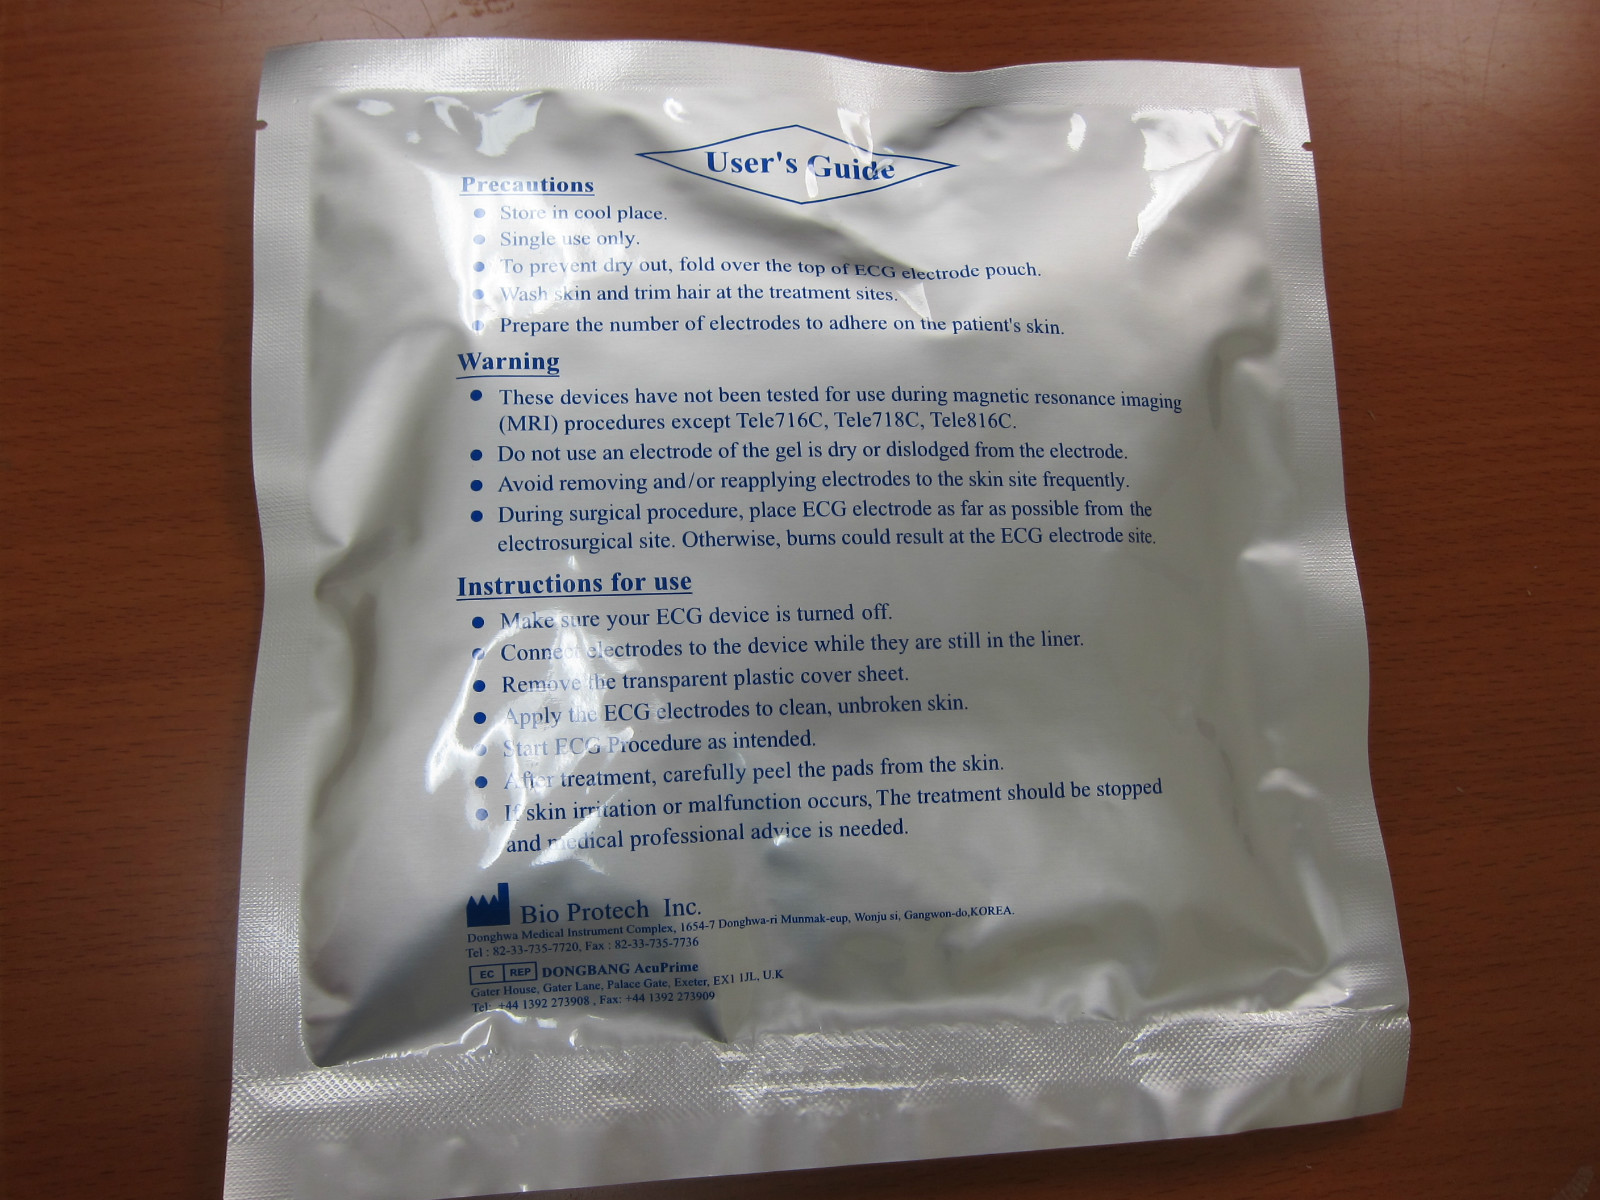 User's Guide
Precautions
● Store in cool place.
● Single use only.
● To prevent dry out, fold over the top of ECG electrode pouch.
● Wash skin and trim hair at the treatment sites.
● Prepare the number of electrodes to adhere on the patient's skin.
Warning
● These devices have not been tested for use during magnetic resonance imaging
(MRI) procedures except Tele716C, Tele718C, Tele816C.
● Do not use an electrode of the gel is dry or dislodged from the electrode.
● Avoid removing and/or reapplying electrodes to the skin site frequently.
● During surgical procedure, place ECG electrode as far as possible from the
electrosurgical site. Otherwise, burns could result at the ECG electrode site.
Instructions for use
● Make sure your ECG device is turned off.
● Connect electrodes to the device while they are still in the liner.
● Remove the transparent plastic cover sheet.
● Apply the ECG electrodes to clean, unbroken skin.
● Start ECG Procedure as intended.
● After treatment, carefully peel the pads from the skin.
● If skin irritation or malfunction occurs, The treatment should be stopped
and medical professional advice is needed.
Bio Protech Inc.
Donghwa Medical Instrument Complex, 1654-7 Donghwa-ri Munmak-eup, Wonju si, Gangwon-do,KOREA.
Tel : 82-33-735-7720, Fax : 82-33-735-7736
EC REP DONGBANG AcuPrime
Gater House, Gater Lane, Palace Gate, Exeter, EX1 1JL, U.K
Tel: +44 1392 273908 , Fax: +44 1392 273909